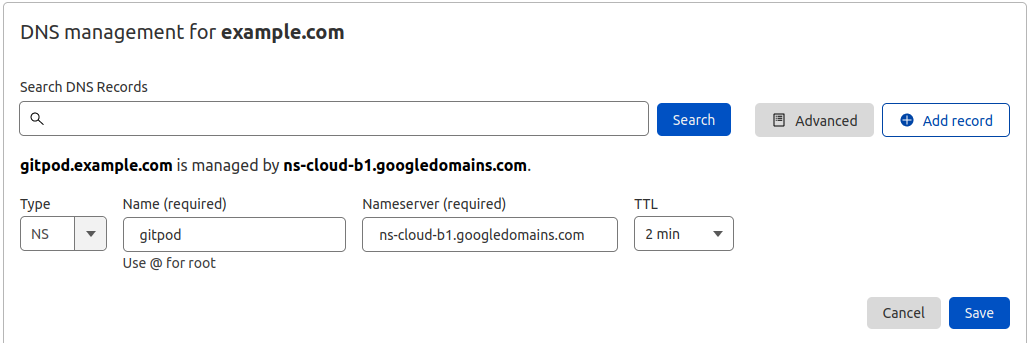 DNS management for example.com
Search DNS Records
Search
Advanced
Add record
gitpod.example.com is managed by ns-cloud-b1.googledomains.com.
Type
Name (required)
Nameserver (required)
TTL
NS
gitpod
ns-cloud-b1.googledomains.com
2 min
Use @ for root
Cancel
Save